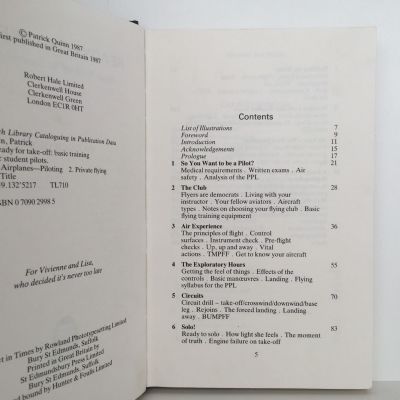 © Patrick Quinn 1987
First published in Great Britain 1987
Robert Hale Limited
Clerkenwell House
Clerkenwell Green
London EC1R 0HT
Library Cataloguing in Publication Data
Patrick
ready for take-off: basic training
student pilots.
Airplanes—Piloting 2. Private flying
Title
.132'5217 TL710
ISBN 0 7090 2998 5
For Vivienne and Lisa,
who decided it's never too late
in Times by Rowland Phototypesetting Limited
Bury St Edmunds, Suffolk
Printed in Great Britain by
St Edmundsbury Press Limited
Bury St Edmunds, Suffolk
bound by Hunter & Foulis Limited
Contents
List of Illustrations 7
Foreword 9
Introduction 11
Acknowledgements 15
Prologue 17
1 So You Want to be a Pilot? 21
Medical requirements . Written exams . Air
safety . Analysis of the PPL
2 The Club 28
Flyers are democrats . Living with your
instructor . Your fellow aviators . Aircraft
types . Notes on choosing your flying club . Basic
flying training equipment
3 Air Experience 36
The principles of flight . Control
surfaces . Instrument check . Pre-flight
checks . Up, up and away . Vital
actions . TMPFF . Get to know your aircraft
4 The Exploratory Hours 55
Getting the feel of things . Effects of the
controls . Basic manœuvres . Landing . Flying
syllabus for the PPL
5 Circuits 70
Circuit drill – take-off/crosswind/downwind/base
leg . Rejoins . The forced landing . Landing
away . BUMPFF
6 Solo! 83
Ready to solo . How light she feels . The moment
of truth . Engine failure on take-off
5